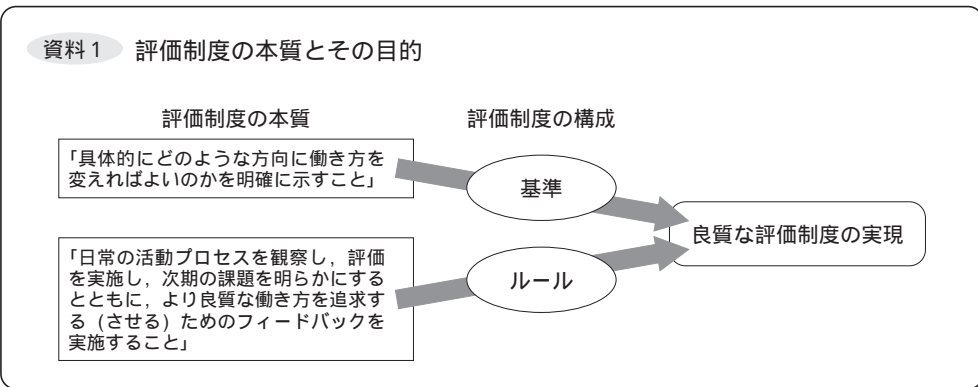 資料1 評価制度の本質とその目的
評価制度の本質
評価制度の構成
「具体的にどのような方向に働き方を
変えればよいのかを明確に示すこと」
基準
良質な評価制度の実現
「日常の活動プロセスを観察し，評価
を実施し，次期の課題を明らかにする
とともに，より良質な働き方を追求す
る（させる）ためのフィードバックを
実施すること」
ルール